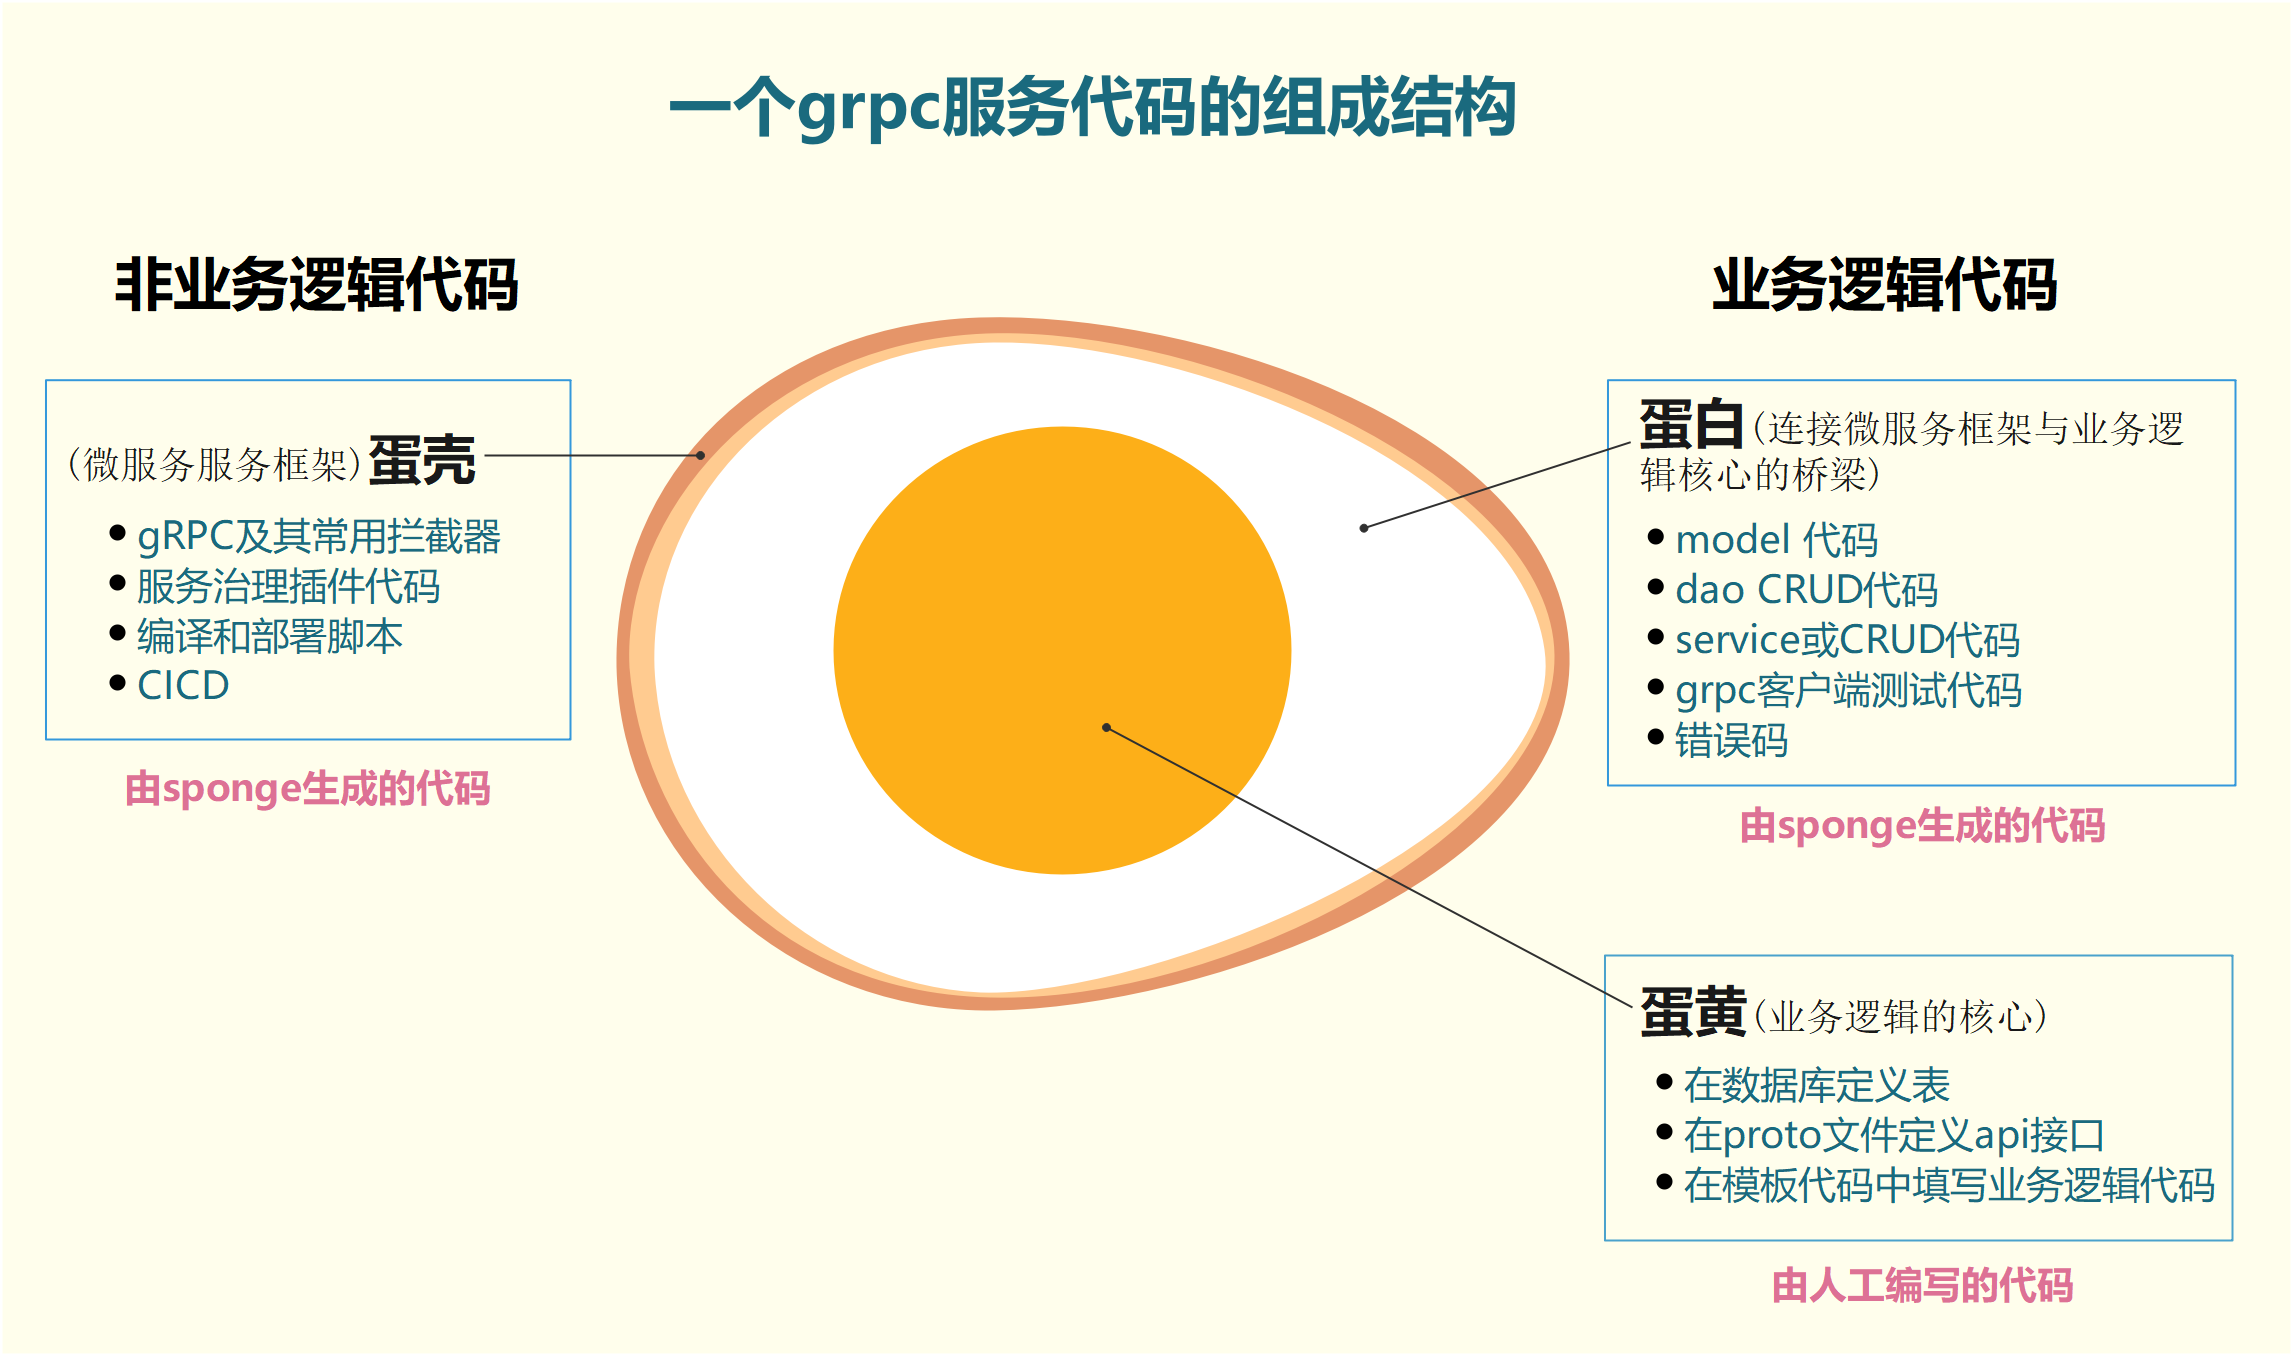 一个grpc服务代码的组成结构
非业务逻辑代码
(微服务服务框架)蛋壳
gRPC及其常用拦截器
服务治理插件代码
编译和部署脚本
CICD
由sponge生成的代码
业务逻辑代码
蛋白(连接微服务框架与业务逻
辑核心的桥梁)
model 代码
dao CRUD代码
service或CRUD代码
grpc客户端测试代码
错误码
由sponge生成的代码
蛋黄(业务逻辑的核心)
在数据库定义表
在proto文件定义api接口
在模板代码中填写业务逻辑代码
由人工编写的代码